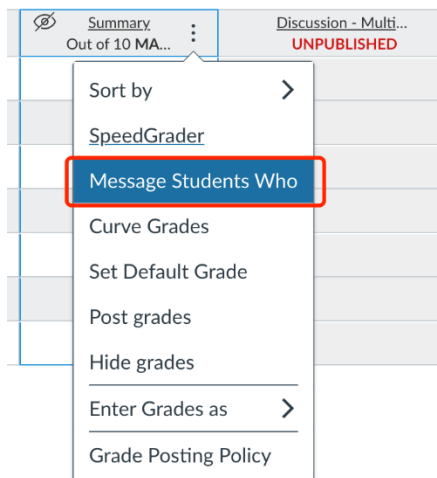 Summary
Out of 10 MA...
Discussion - Multi...
UNPUBLISHED
Sort by
SpeedGrader
Message Students Who
Curve Grades
Set Default Grade
Post grades
Hide grades
Enter Grades as
Grade Posting Policy